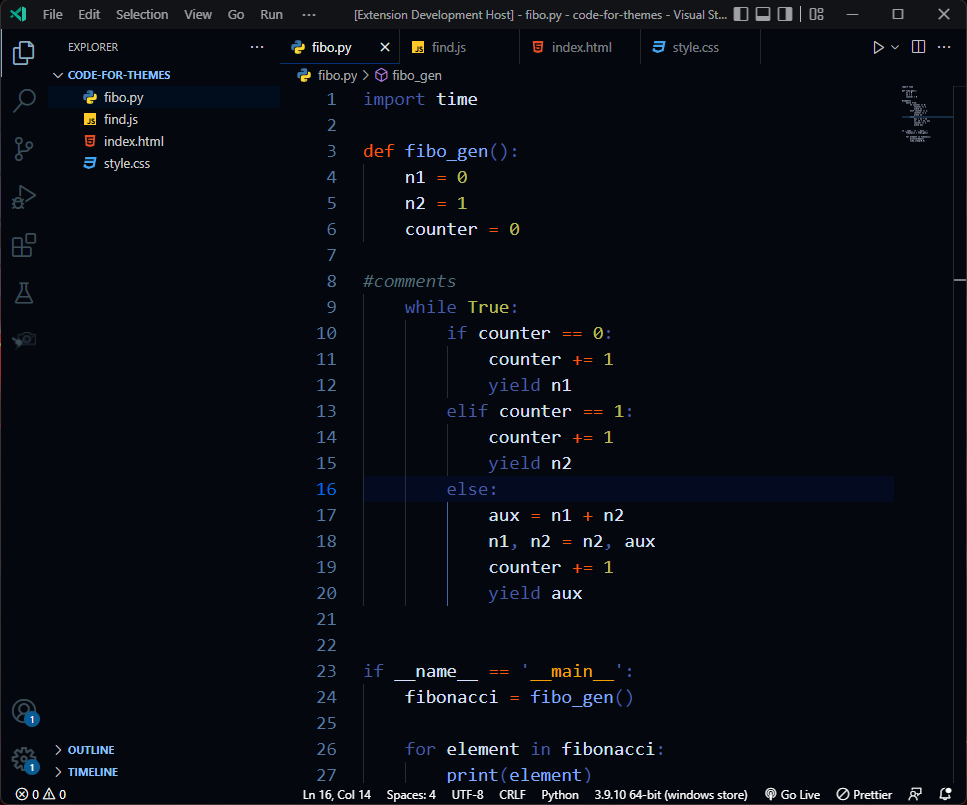 File Edit Selection View Go Run ··· [Extension Development Host] - fibo.py - code-for-themes - Visual St...
EXPLORER ···
CODE-FOR-THEMES
fibo.py
find.js
index.html
style.css
OUTLINE
TIMELINE
1
1
fibo.py find.js index.html style.css
fibo.py > fibo_gen
1 import time
2
3 def fibo_gen():
4 n1 = 0
5 n2 = 1
6 counter = 0
7
8 #comments
9 while True:
10 if counter == 0:
11 counter += 1
12 yield n1
13 elif counter == 1:
14 counter += 1
15 yield n2
16 else:
17 aux = n1 + n2
18 n1, n2 = n2, aux
19 counter += 1
20 yield aux
21
22
23 if __name__ == '__main__':
24 fibonacci = fibo_gen()
25
26 for element in fibonacci:
27 print(element)
0 0 Ln 16, Col 14 Spaces: 4 UTF-8 CRLF Python 3.9.10 64-bit (windows store) Go Live Prettier